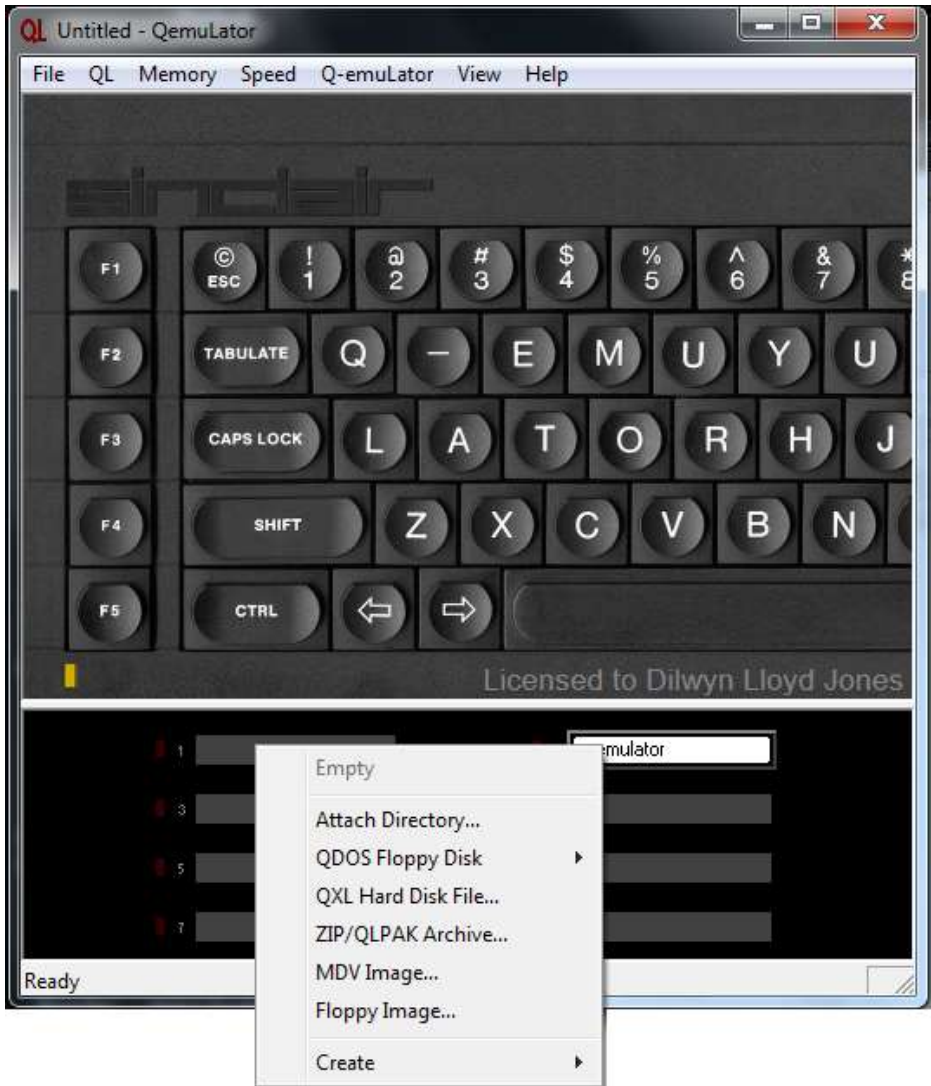 QL Untitled - QemuLator
File QL Memory Speed Q-emuLator View Help
sinclair
F1 © ESC ! 1 @ 2 # 3 $ 4 % 5 ^ 6 & 7 * 8
F2 TABULATE Q - E M U Y U
F3 CAPS LOCK L A T O R H J
F4 SHIFT Z X C V B N
F5 CTRL ⇦ ⇨
Licensed to Dilwyn Lloyd Jones
1
emulator
3
5
7
Empty
Attach Directory...
QDOS Floppy Disk
QXL Hard Disk File...
ZIP/QLPAK Archive...
MDV Image...
Floppy Image...
Create
Ready